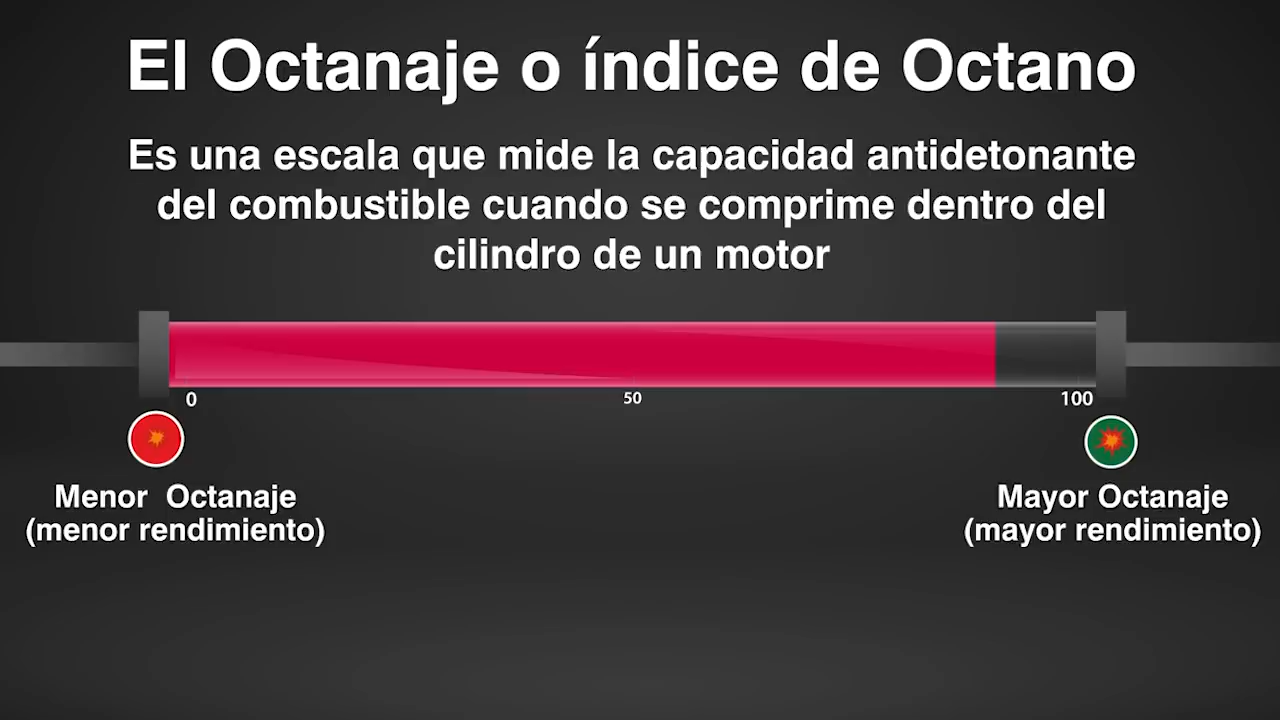 El Octanaje o índice de Octano
Es una escala que mide la capacidad antidetonante
del combustible cuando se comprime dentro del
cilindro de un motor
0
50
100
Menor Octanaje
(menor rendimiento)
Mayor Octanaje
(mayor rendimiento)